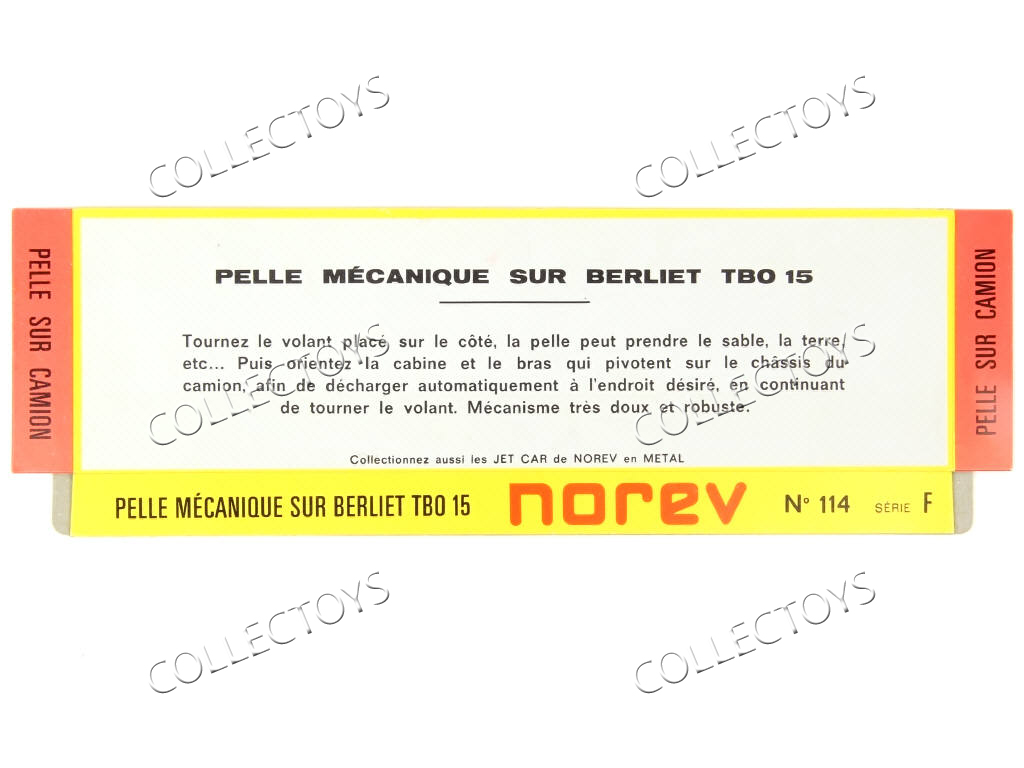 COLLECTOYS COLLECTOYS
PELLE SUR CAMION
PELLE MÉCANIQUE SUR BERLIET TBO 15
Tournez le volant placé sur le côté, la pelle peut prendre le sable, la terre,
etc... Puis orientez la cabine et le bras qui pivotent sur le châssis du
camion, afin de décharger automatiquement à l'endroit désiré, en continuant
de tourner le volant. Mécanisme très doux et robuste.
COLLECTOYS COLLECTOYS
Collectionnez aussi les JET CAR de NOREV en METAL
PELLE SUR CAMION
PELLE MÉCANIQUE SUR BERLIET TBO 15 norev N° 114 SÉRIE F
COLLECTOYS COLLECTOYS